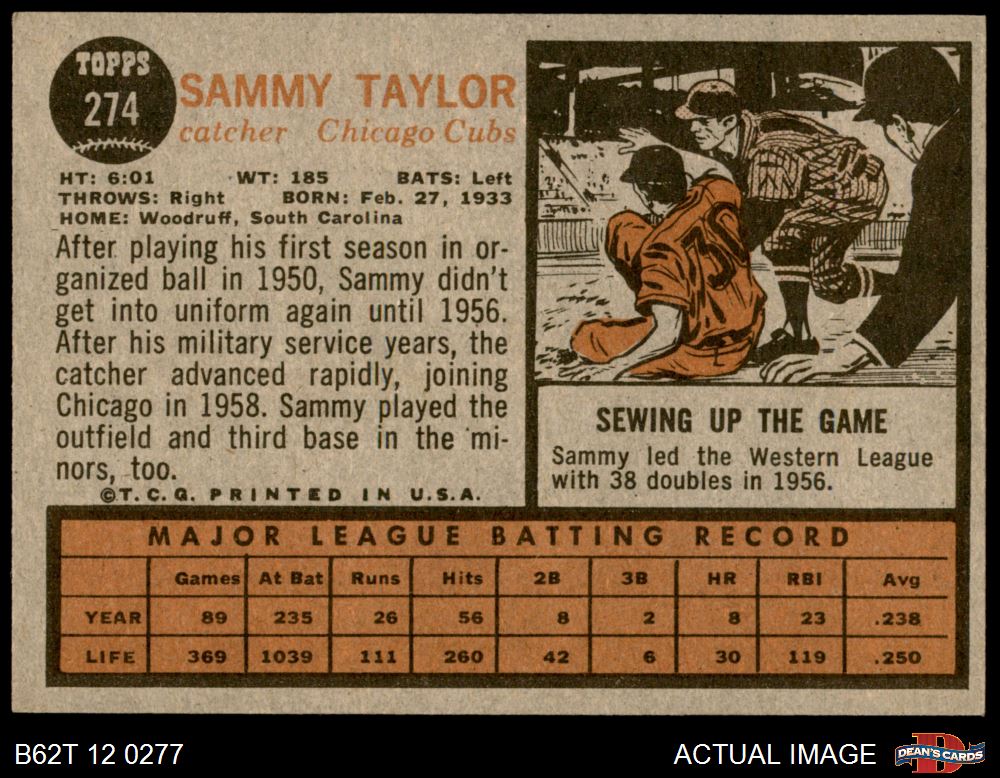 TOPPS
274
SAMMY TAYLOR
catcher Chicago Cubs
HT: 6:01 WT: 185 BATS: Left
THROWS: Right BORN: Feb. 27, 1933
HOME: Woodruff, South Carolina
After playing his first season in or-
ganized ball in 1950, Sammy didn't
get into uniform again until 1956.
After his military service years, the
catcher advanced rapidly, joining
Chicago in 1958. Sammy played the
outfield and third base in the mi-
nors, too.
©T.C.G. PRINTED IN U.S.A.
30
SEWING UP THE GAME
Sammy led the Western League
with 38 doubles in 1956.
MAJOR LEAGUE BATTING RECORD
Games At Bat Runs Hits 2B 3B HR RBI Avg
YEAR 89 235 26 56 8 2 8 23 .238
LIFE 369 1039 111 260 42 6 30 119 .250
B62T 12 0277
ACTUAL IMAGE
D
DEAN'S CARDS